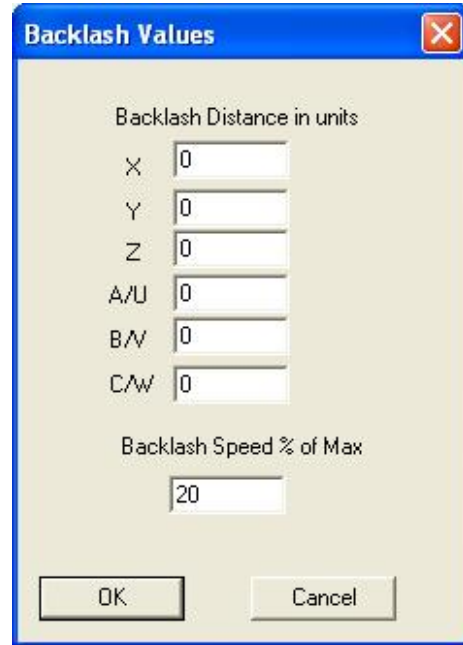 Backlash Values
Backlash Distance in units
X 0
Y 0
Z 0
A/U 0
B/V 0
C/W 0
Backlash Speed % of Max
20
OK Cancel